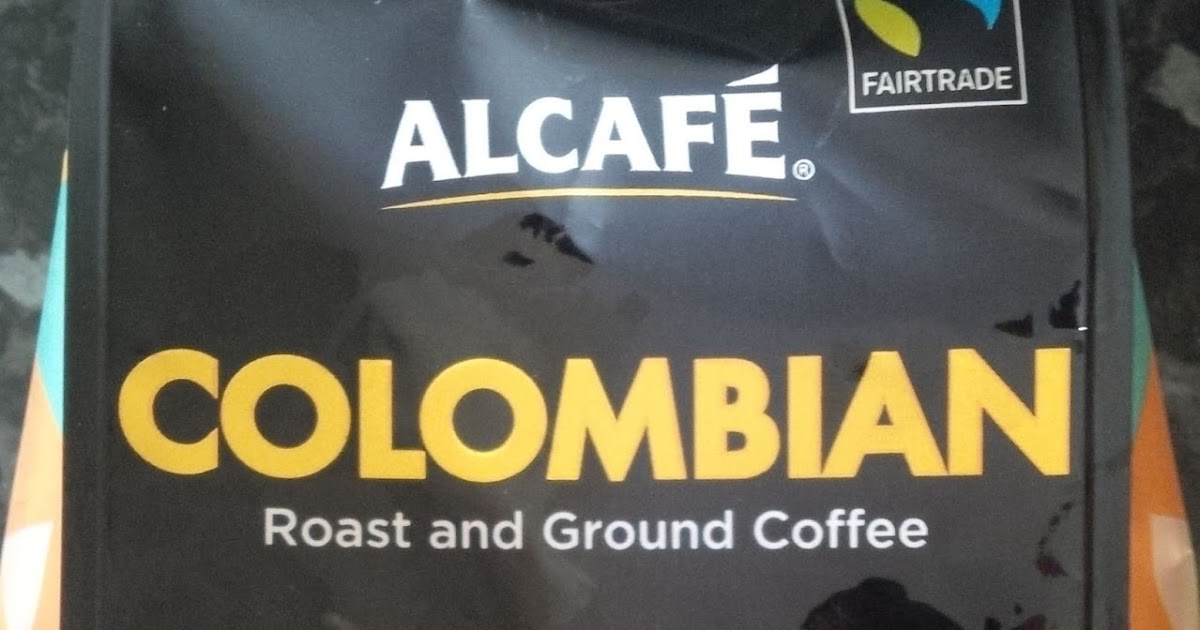 FAIRTRADE
ALCAFÉ®
COLOMBIAN
Roast and Ground Coffee